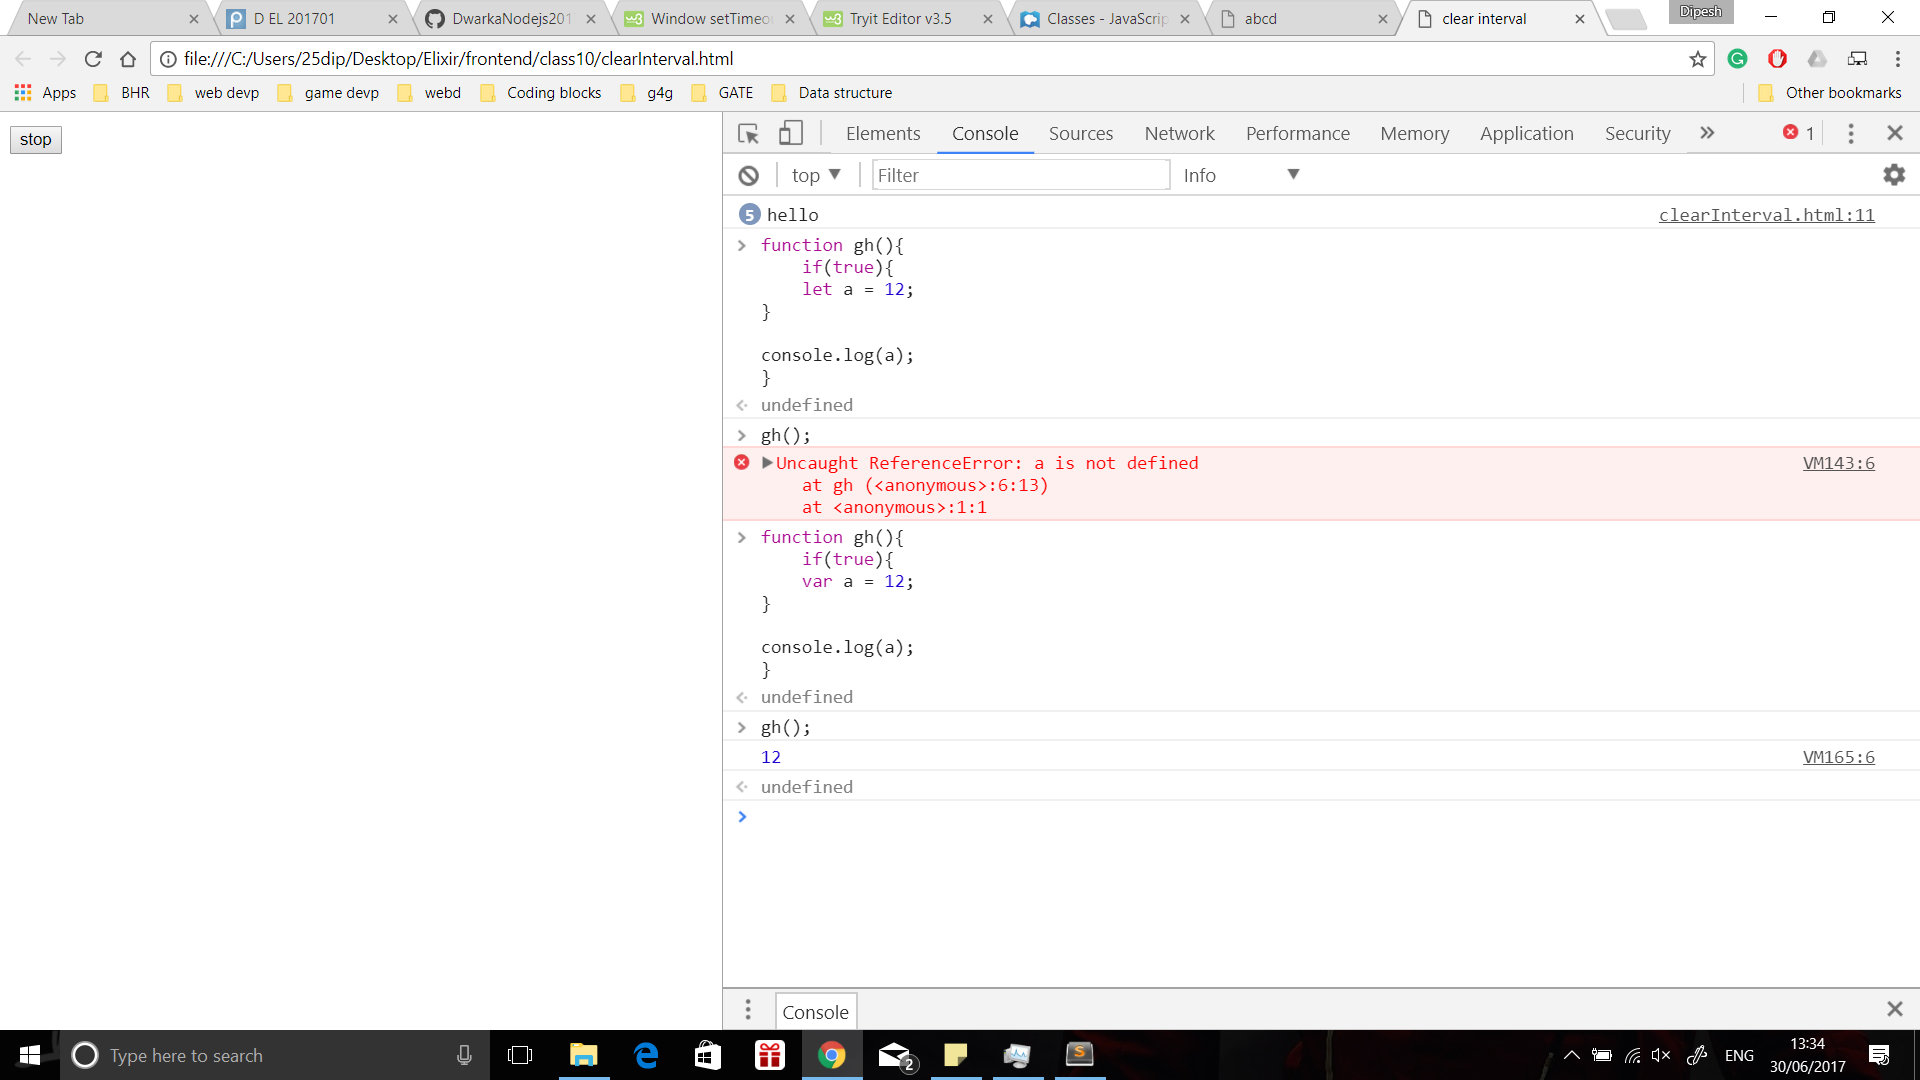 New Tab
D EL 201701
DwarkaNodejs201
Window setTimeou
Tryit Editor v3.5
Classes - JavaScrip
abcd
clear interval
Dipesh
file:///C:/Users/25dip/Desktop/Elixir/frontend/class10/clearInterval.html
Apps BHR web devp game devp webd Coding blocks g4g GATE Data structure Other bookmarks
stop
Elements Console Sources Network Performance Memory Application Security » 1
top Filter Info
5 hello clearInterval.html:11
function gh(){
if(true){
let a = 12;
}
console.log(a);
}
undefined
gh();
Uncaught ReferenceError: a is not defined VM143:6
at gh (<anonymous>:6:13)
at <anonymous>:1:1
function gh(){
if(true){
var a = 12;
}
console.log(a);
}
undefined
gh();
12 VM165:6
undefined
Console
Type here to search
2
ENG
13:34
30/06/2017